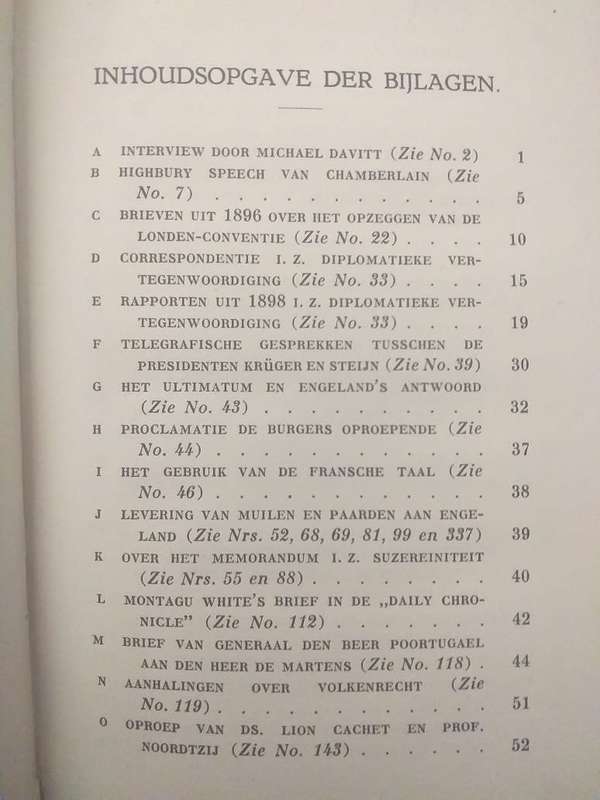 INHOUDSOPGAVE DER BIJLAGEN.
A INTERVIEW DOOR MICHAEL DAVITT (Zie No. 2) 1
B HIGHBURY SPEECH VAN CHAMBERLAIN (Zie
No. 7) . . . . . . . . . . . . 5
C BRIEVEN UIT 1896 OVER HET OPZEGGEN VAN DE
LONDEN-CONVENTIE (Zie No. 22) . . . . 10
D CORRESPONDENTIE I. Z. DIPLOMATIEKE VER-
TEGENWOORDIGING (Zie No. 33) . . . . 15
E RAPPORTEN UIT 1898 I. Z. DIPLOMATIEKE VER-
TEGENWOORDIGING (Zie No. 33) . . . . 19
F TELEGRAFISCHE GESPREKKEN TUSSCHEN DE
PRESIDENTEN KRÜGER EN STEIJN (Zie No. 39) 30
G HET ULTIMATUM EN ENGELAND'S ANTWOORD
(Zie No. 43) . . . . . . . . . . 32
H PROCLAMATIE DE BURGERS OPROEPENDE (Zie
No. 44) . . . . . . . . . . . . 37
I HET GEBRUIK VAN DE FRANSCHE TAAL (Zie
No. 46) . . . . . . . . . . . . 38
J LEVERING VAN MUILEN EN PAARDEN AAN ENGE-
LAND (Zie Nrs. 52, 68, 69, 81, 99 en 337) 39
K OVER HET MEMORANDUM I. Z. SUZEREINITEIT
(Zie Nrs. 55 en 88) . . . . . . . . 40
L MONTAGU WHITE'S BRIEF IN DE „DAILY CHRO-
NICLE" (Zie No. 112) . . . . . . . 42
M BRIEF VAN GENERAAL DEN BEER POORTUGAEL
AAN DEN HEER DE MARTENS (Zie No. 118) . 44
N AANHALINGEN OVER VOLKENRECHT (Zie
No. 119) . . . . . . . . . . . . 51
O OPROEP VAN DS. LION CACHET EN PROF.
NOORDTZIJ (Zie No. 143) . . . . . . 52